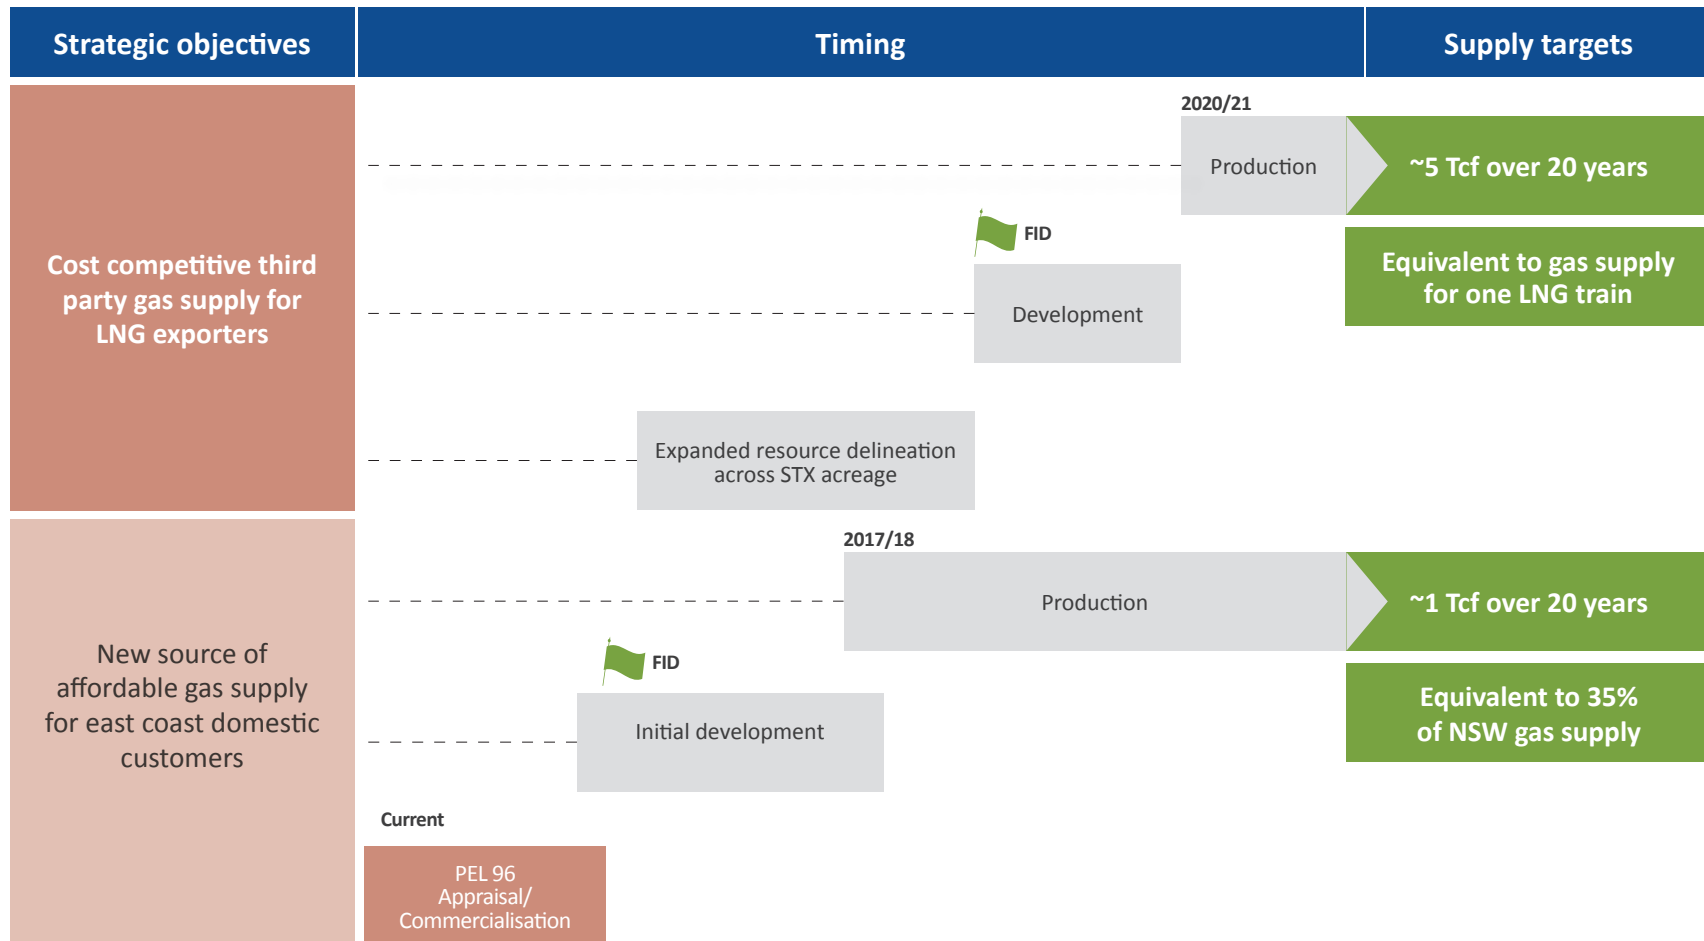 Strategic objectives
Timing
Supply targets
Cost competitive third
party gas supply for
LNG exporters
2020/21
Production
~5 Tcf over 20 years
FID
Development
Equivalent to gas supply
for one LNG train
Expanded resource delineation
across STX acreage
New source of
affordable gas supply
for east coast domestic
customers
2017/18
Production
~1 Tcf over 20 years
FID
Initial development
Equivalent to 35%
of NSW gas supply
Current
PEL 96
Appraisal/
Commercialisation